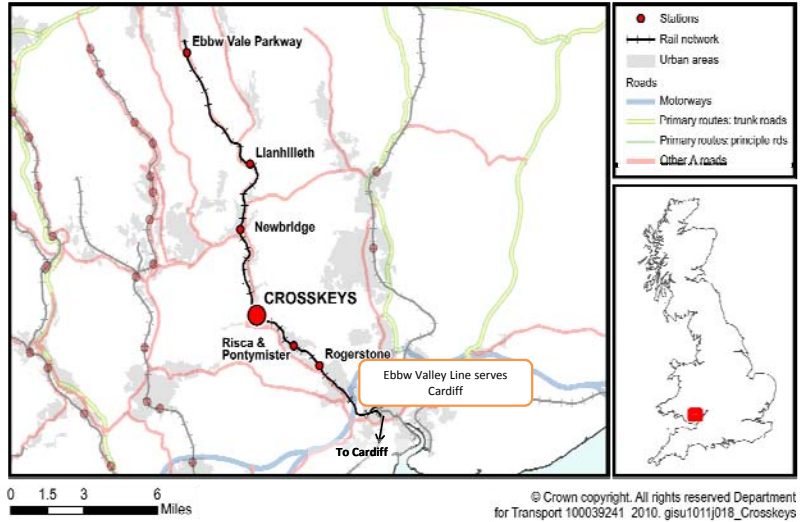 Ebbw Vale Parkway
Llanhilleth
Newbridge
CROSSKEYS
Risca &
Pontymister
Rogerstone
Ebbw Valley Line serves
Cardiff
To Cardiff
Stations
Rail network
Urban areas
Roads
Motorways
Primary routes: trunk roads
Primary routes: principle rds
Other A roads
0 1.5 3 6
Miles
© Crown copyright. All rights reserved Department
for Transport 100039241 2010. gisu1011j018_Crosskeys